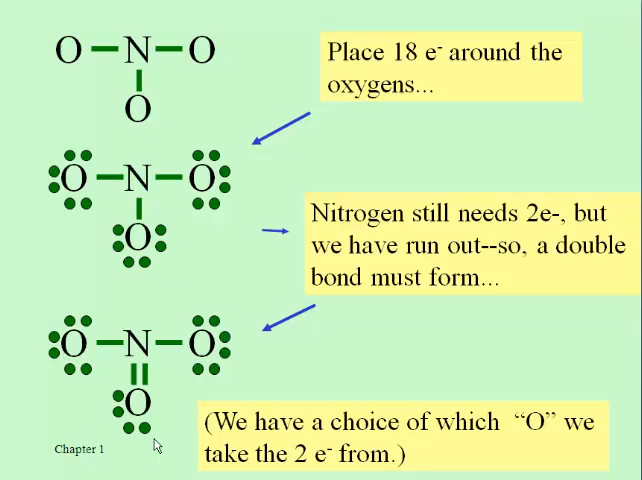 O N O
O
Place 18 e- around the
oxygens...
O N O
O
Nitrogen still needs 2e-, but
we have run out--so, a double
bond must form...
O N O
O
(We have a choice of which “O” we
take the 2 e- from.)
Chapter 1